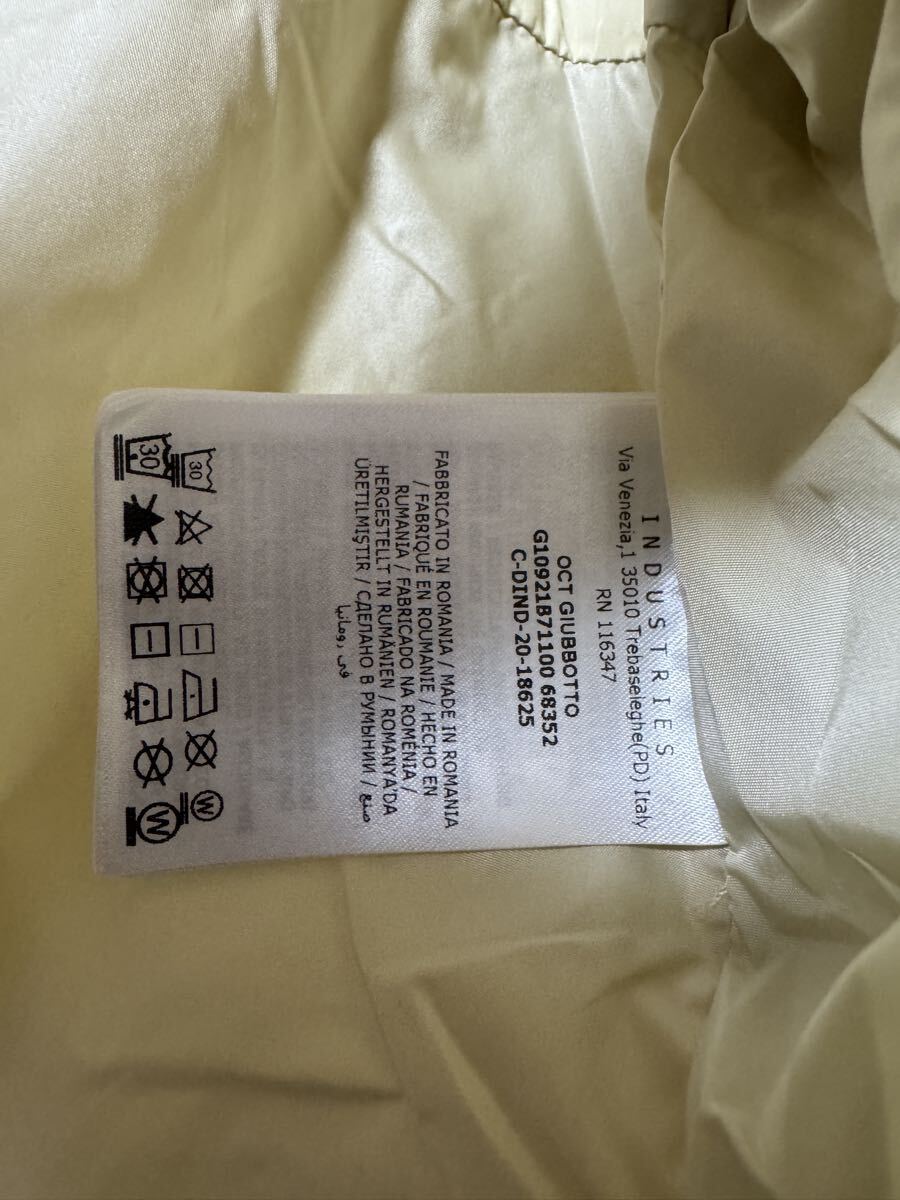 INDUSTRIES
Via Venezia,1 35010 Trebaseleghe(PD) Italy
RN 116347
OCT GIUBBOTTO
G10921B71100 68352
C-DIND-20-18625
FABBRICATO IN ROMANIA / MADE IN ROMANIA
/ FABRIQUÉ EN ROUMANIE / HECHO EN
RUMANIA / FABRICADO NA ROMÉNIA /
HERGESTELLT IN RUMÄNIEN / ROMANYA'DA
ÜRETILMIŞTIR / СДЕЛАНО В РУМЫНИИ / صنع
في رومانيا
30
W
30
W